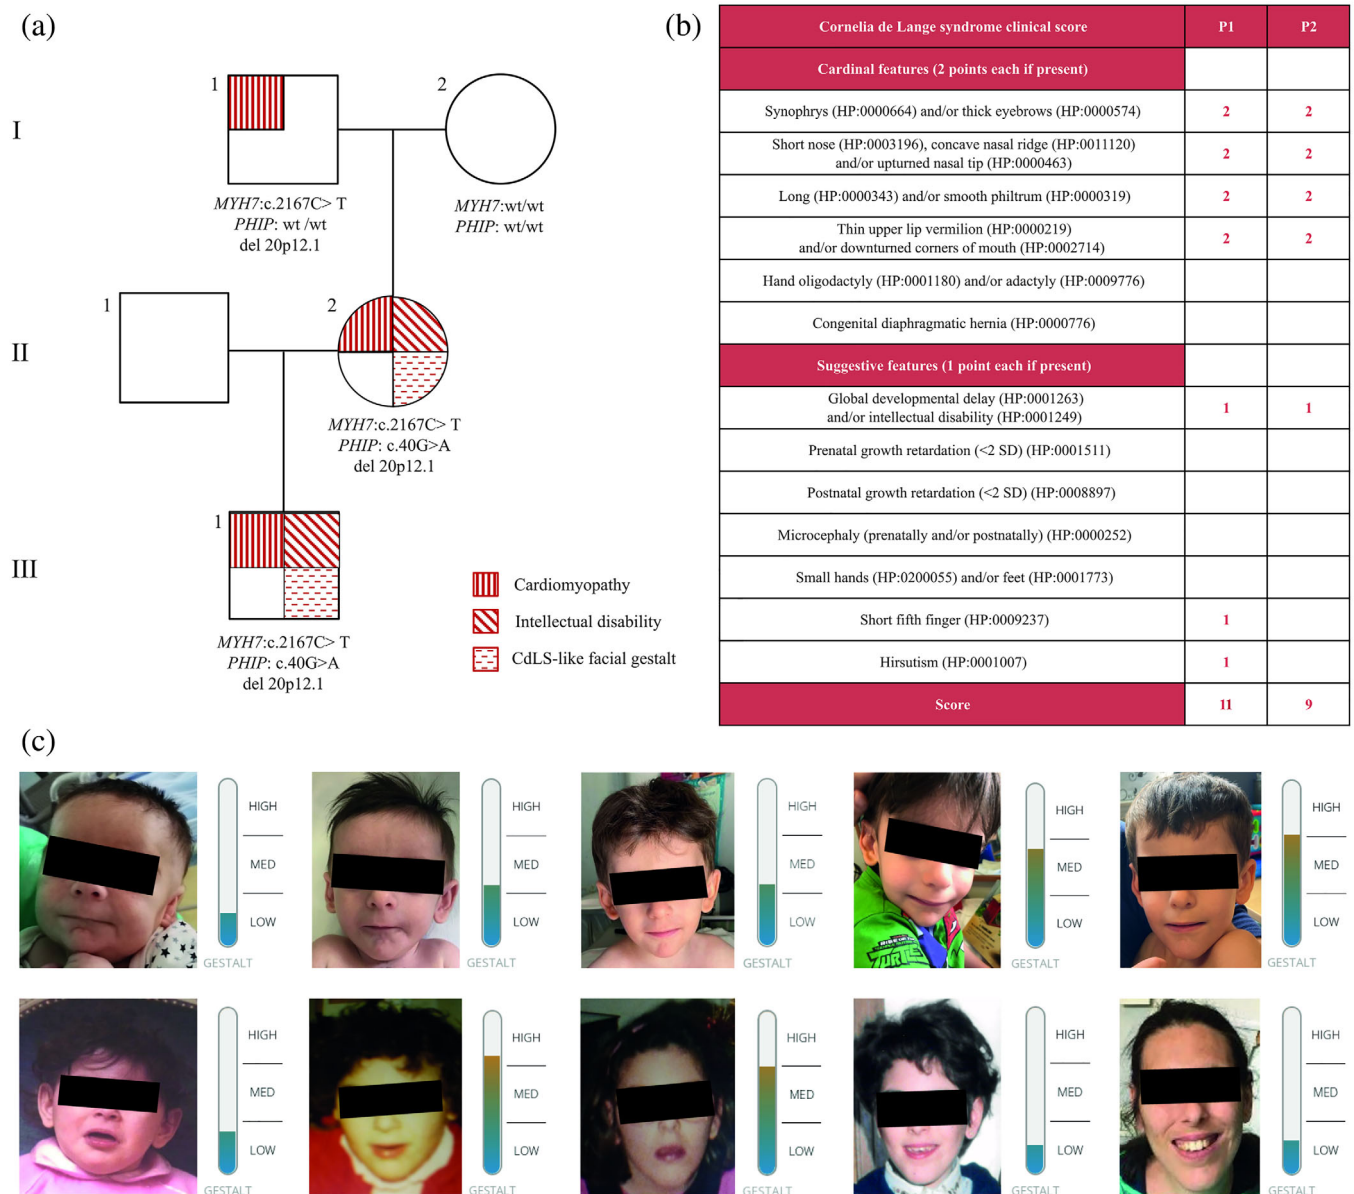 (a)
I
1
2
MYH7:c.2167C> T
PHIP: wt /wt
del 20p12.1
MYH7:wt/wt
PHIP: wt/wt
II
1
2
MYH7:c.2167C> T
PHIP: c.40G>A
del 20p12.1
III
1
MYH7:c.2167C> T
PHIP: c.40G>A
del 20p12.1
Cardiomyopathy
Intellectual disability
CdLS-like facial gestalt
(b)
Cornelia de Lange syndrome clinical score P1 P2
Cardinal features (2 points each if present)
Synophrys (HP:0000664) and/or thick eyebrows (HP:0000574) 2 2
Short nose (HP:0003196), concave nasal ridge (HP:0011120)
and/or upturned nasal tip (HP:0000463) 2 2
Long (HP:0000343) and/or smooth philtrum (HP:0000319) 2 2
Thin upper lip vermilion (HP:0000219)
and/or downturned corners of mouth (HP:0002714) 2 2
Hand oligodactyly (HP:0001180) and/or adactyly (HP:0009776)
Congenital diaphragmatic hernia (HP:0000776)
Suggestive features (1 point each if present)
Global developmental delay (HP:0001263)
and/or intellectual disability (HP:0001249) 1 1
Prenatal growth retardation (<2 SD) (HP:0001511)
Postnatal growth retardation (<2 SD) (HP:0008897)
Microcephaly (prenatally and/or postnatally) (HP:0000252)
Small hands (HP:0200055) and/or feet (HP:0001773)
Short fifth finger (HP:0009237) 1
Hirsutism (HP:0001007) 1
Score 11 9
(c)
HIGH HIGH HIGH HIGH HIGH
MED MED MED MED MED
LOW LOW LOW LOW LOW
GESTALT GESTALT GESTALT GESTALT GESTALT
TURTLE
HIGH HIGH HIGH HIGH HIGH
MED MED MED MED MED
LOW LOW LOW LOW LOW
GESTALT GESTALT GESTALT GESTALT GESTALT